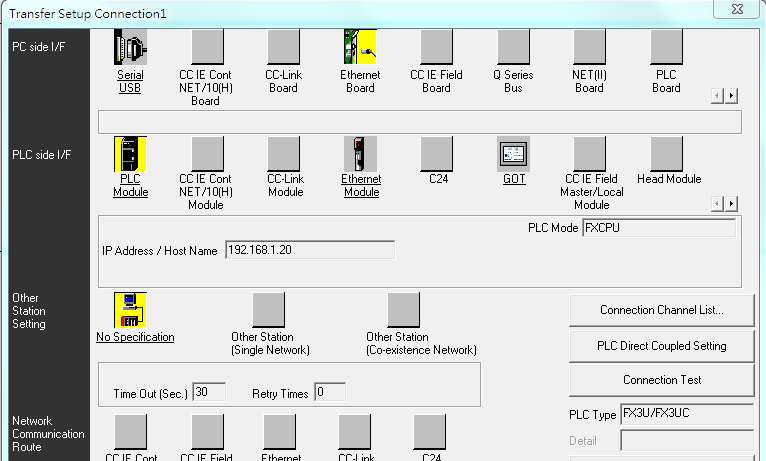 Transfer Setup Connection1
PC side I/F
Serial
USB
CC IE Cont
NET/10(H)
Board
CC-Link
Board
Ethernet
Board
CC IE Field
Board
Q Series
Bus
NET(II)
Board
PLC
Board
PLC side I/F
PLC
Module
CC IE Cont
NET/10(H)
Module
CC-Link
Module
Ethernet
Module
C24
GOT
CC IE Field
Master/Local
Module
Head Module
PLC Mode FXCPU
IP Address / Host Name 192.168.1.20
Other
Station
Setting
No Specification
Other Station
(Single Network)
Other Station
(Co-existence Network)
Connection Channel List...
PLC Direct Coupled Setting
Connection Test
Time Out (Sec.) 30 Retry Times 0
PLC Type FX3U/FX3UC
Detail
Network
Communication
Route
CC IE Cont
CC IE Field
Ethernet
CC-Link
C24